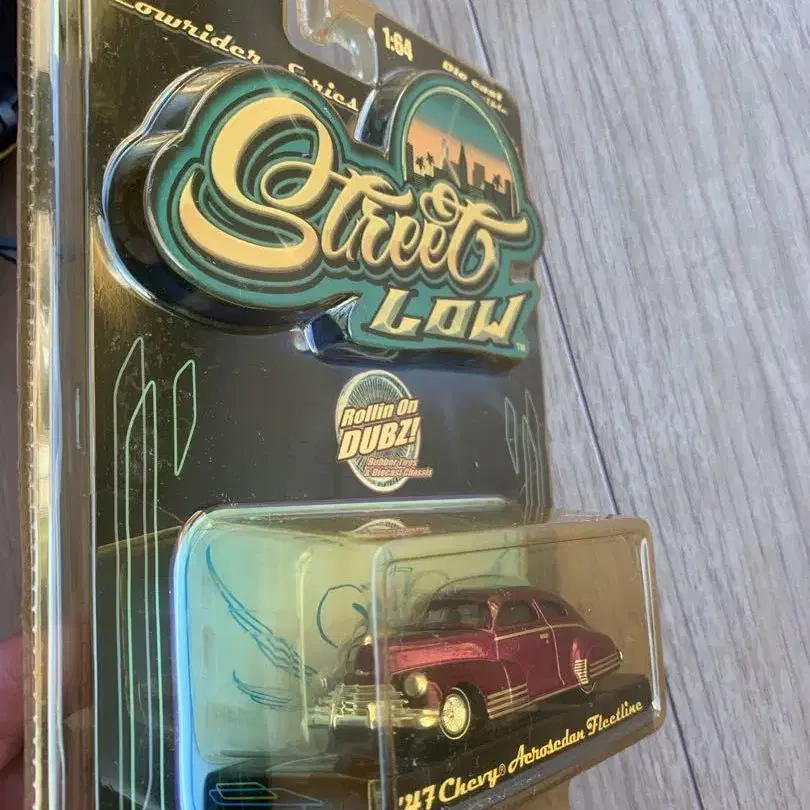 Lowrider Series
1:64
Die cast
Street
LOW
TM
Rollin On
DUBZ!
Rubber Tires
& Diecast Chassis
'47 Chevy® Aerosedan Fleetline